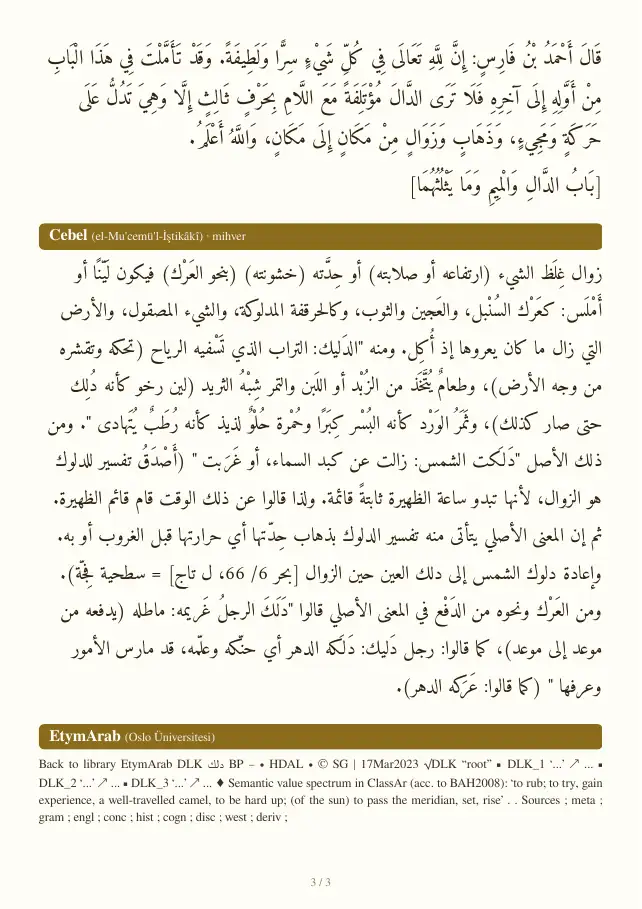 قَالَ أَحْمَدُ بْنُ فَارِسٍ: إِنَّ لِلَّهِ تَعَالَى فِي كُلِّ شَيْءٍ سِرًّا وَلَطِيفَةً. وَقَدْ تَأَمَّلْتَ فِي هَذَا الْبَابِ
مِنْ أَوَّلِهِ إِلَى آخِرِهِ فَلَا تَرَى الدَّالَ مُؤْتَلِفَةً مَعَ اللَّامِ بِحَرْفٍ ثَالِثٍ إِلَّا وَهِيَ تَدُلُّ عَلَى
حَرَكَةٍ وَمَجِيءٍ، وَذَهَابٍ وَزَوَالٍ مِنْ مَكَانٍ إِلَى مَكَانٍ، وَاللَّهُ أَعْلَمُ.
[بَابُ الدَّالِ وَالْمِيمِ وَمَا يَثْلُثُهُمَا]
Cebel (el-Mu'cemü'l-İştikâkî) · mihver
زوال غِلَظ الشيء (ارتفاعه أو صلابته) أو حِدَّته (خشونته) (بنحو العَرْك) فيكون لَيِّنًا أو
أَمْلَس: كعَرْك السُنْبل، والعَجين والثوب، وكالحرقفة المدلوكة، والشيء المصقول، والأرض
التي زال ما كان يعروها إذ أُكِل. ومنه "الدَليك: التراب الذي تَسْفيه الرياح (تحكه وتقشره
من وجه الأرض)، وطعامٌ يُتَّخَذ من الزُبْد أو اللَبن والتمر شِبْهُ الثريد (لين رخو كأنه دُلِك
حتى صار كذلك)، وثَمَرُ الوَرْد كأنه البُسْر كِبَرًا وحُمْرة حُلْوٌ لذيذ كأنه رُطَبٌ يُتَهادى ". ومن
ذلك الأصل "دَلَكت الشمس: زالت عن كبد السماء، أو غَرَبت " (أَصْدَقُ تفسير للدلوك
هو الزوال، لأنها تبدو ساعة الظهيرة ثابتةً قائمة. ولذا قالوا عن ذلك الوقت قام قائم الظهيرة.
ثم إن المعنى الأصلي يتأتى منه تفسير الدلوك بذهاب حِدّتها أي حرارتها قبل الغروب أو به.
وإعادة دلوك الشمس إلى دلك العين حين الزوال [بحر 6/ 66، ل تاج] = سطحية فِجّة).
ومن العَرْك ونحوه من الدَفْع في المعنى الأصلي قالوا "دَلَكَ الرجلُ غَريمه: ماطله (يدفعه من
موعد إلى موعد)، كما قالوا: رجل دَليك: دَلَكه الدهر أي حنّكه وعلّمه، قد مارس الأمور
وعرفها " (كما قالوا: عَرَكه الدهر).
EtymArab (Oslo Üniversitesi)
Back to library EtymArab DLK دلك BP – • HDAL • © SG | 17Mar2023 √DLK “root” ▪ DLK_1 ‘...’ ↗ ... ▪
DLK_2 ‘...’ ↗ ... ▪ DLK_3 ‘...’ ↗ ... ♦ Semantic value spectrum in ClassAr (acc. to BAH2008): ‘to rub; to try, gain
experience, a well-travelled camel, to be hard up; (of the sun) to pass the meridian, set, rise’ . . Sources ; meta ;
gram ; engl ; conc ; hist ; cogn ; disc ; west ; deriv ;
3 / 3